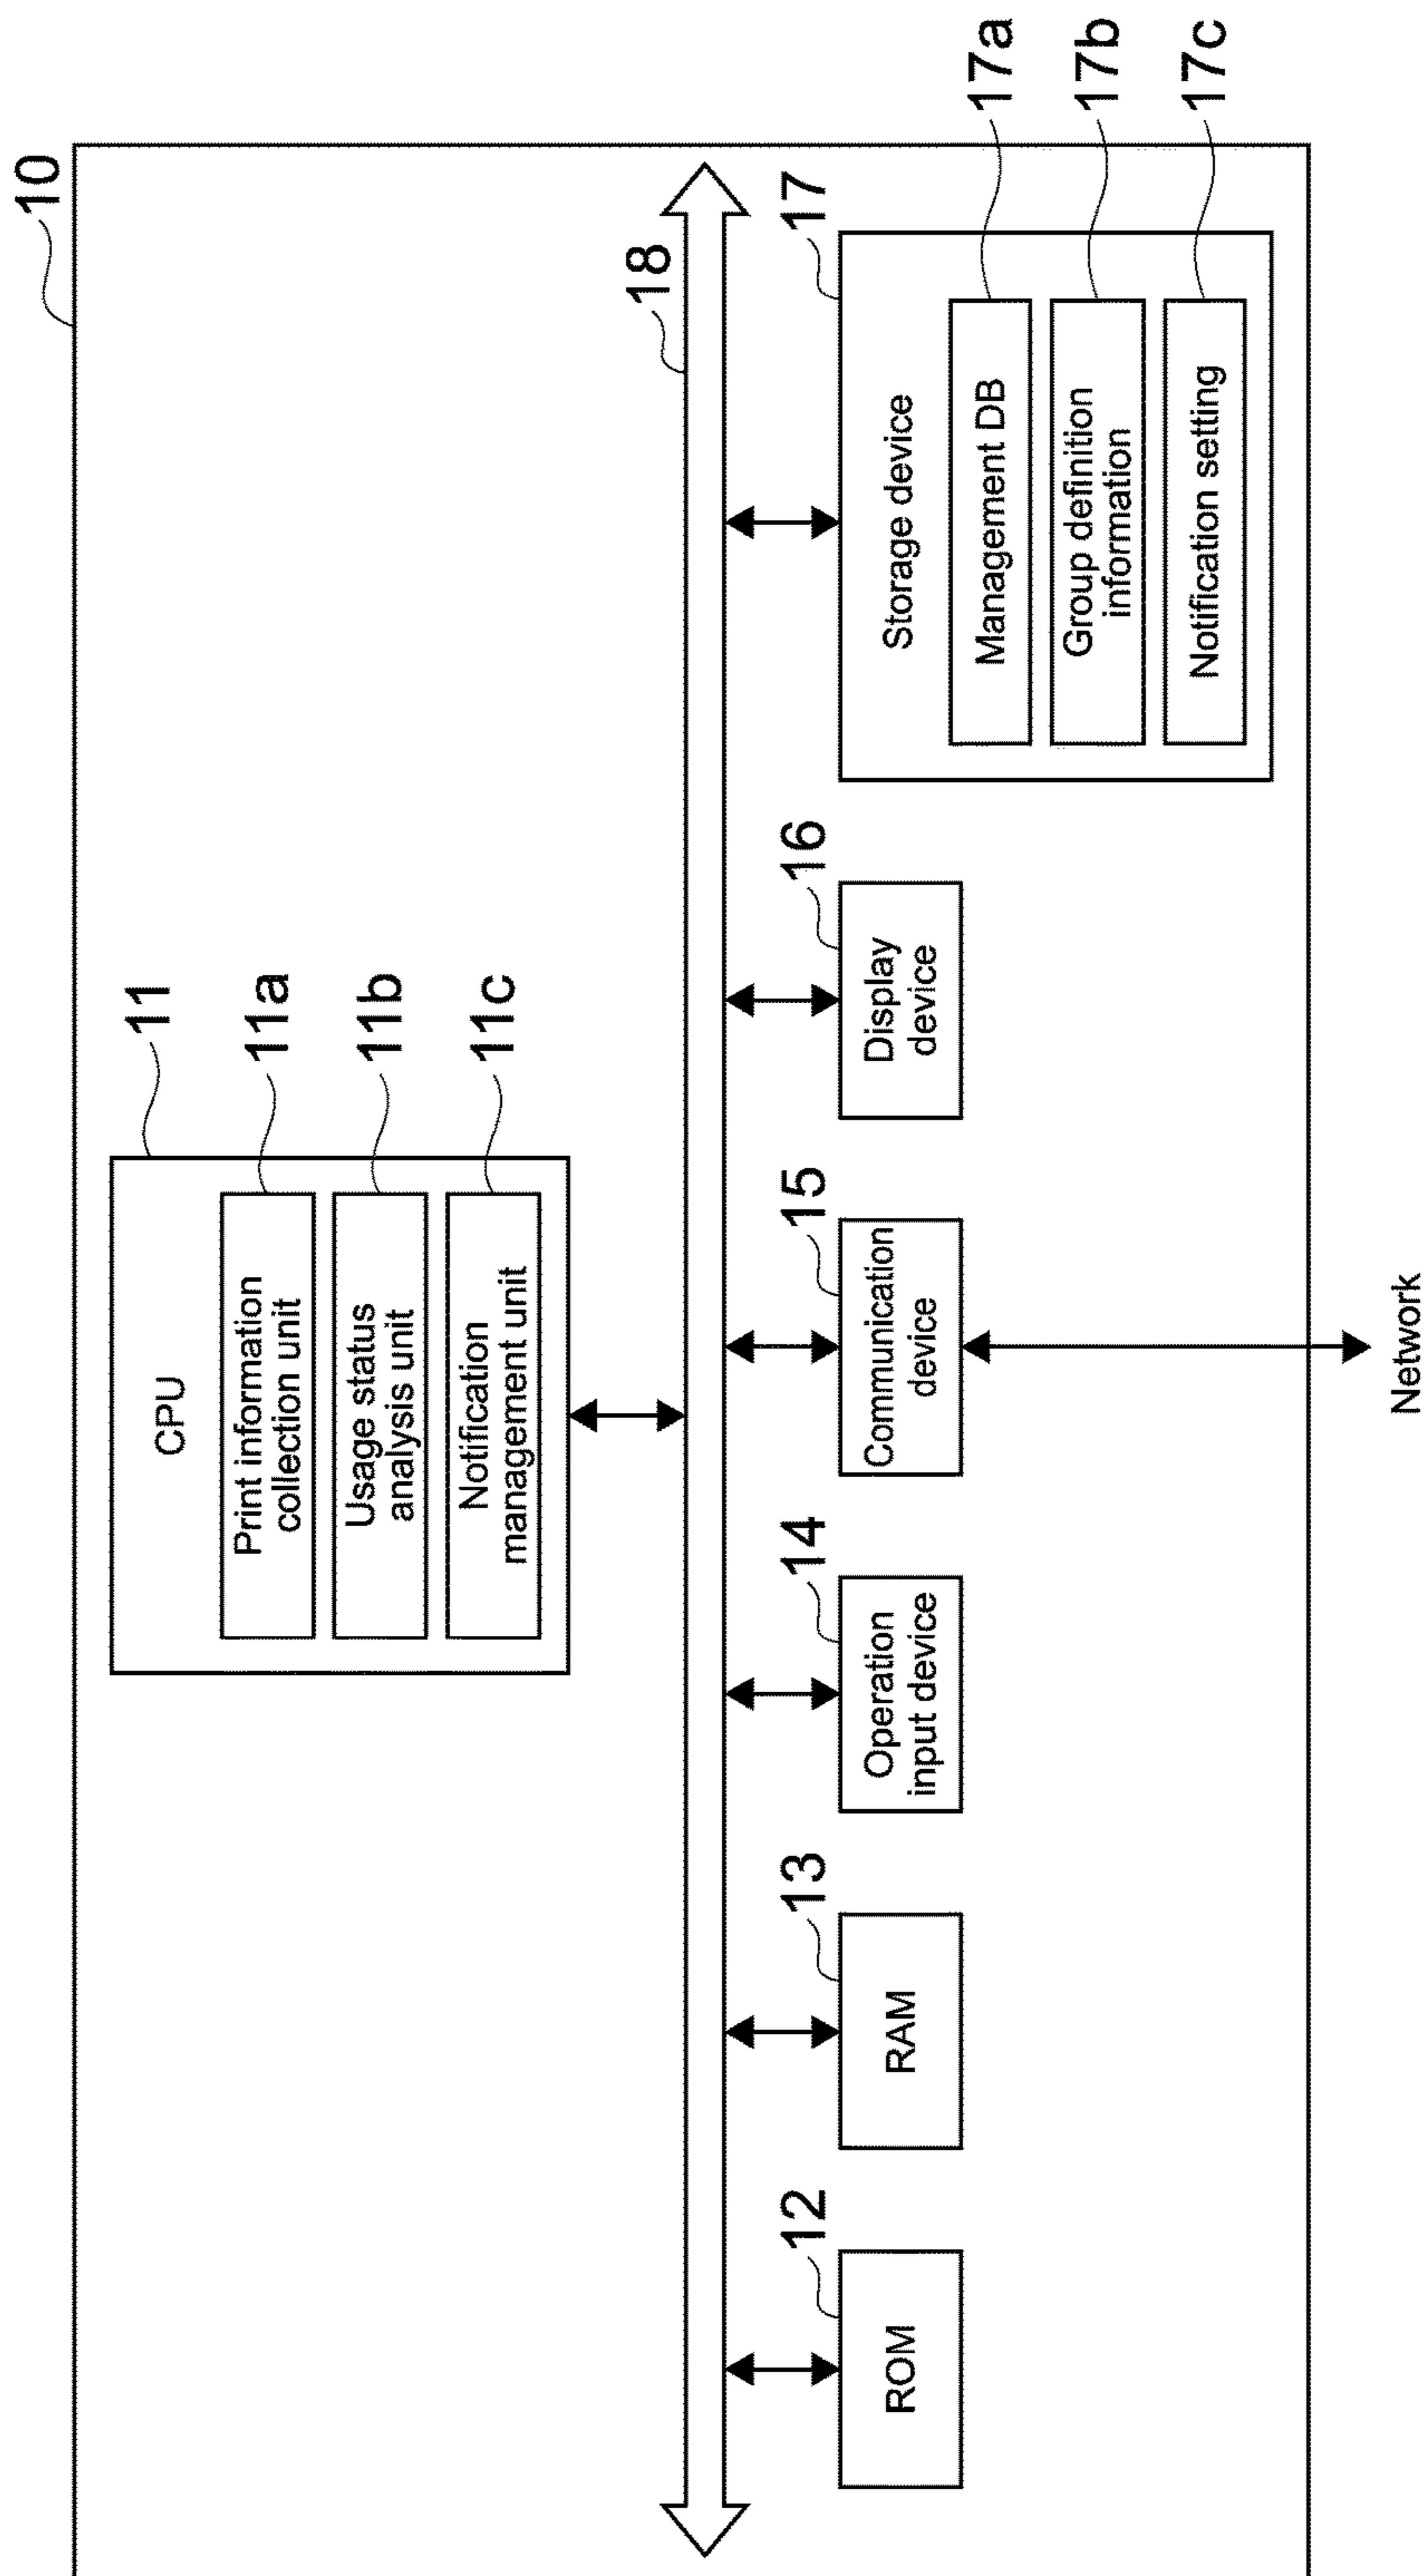 10
11
CPU
Print information
collection unit
11a
Usage status
analysis unit
11b
Notification
management unit
11c
18
12
ROM
13
RAM
14
Operation
input device
15
Communication
device
16
Display
device
17
Storage device
Management DB
17a
Group definition
information
17b
Notification setting
17c
Network